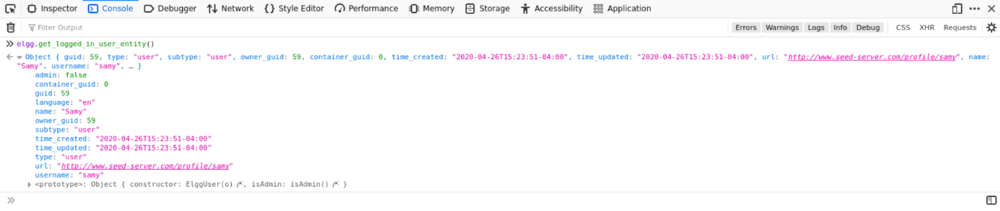 Inspector Console Debugger Network Style Editor Performance Memory Storage Accessibility Application
Filter Output Errors Warnings Logs Info Debug CSS XHR Requests
elgg.get_logged_in_user_entity()
Object { guid: 59, type: "user", subtype: "user", owner_guid: 59, container_guid: 0, time_created: "2020-04-26T15:23:51-04:00", time_updated: "2020-04-26T15:23:51-04:00", url: "http://www.seed-server.com/profile/samy", name:
"Samy", username: "samy", … }
admin: false
container_guid: 0
guid: 59
language: "en"
name: "Samy"
owner_guid: 59
subtype: "user"
time_created: "2020-04-26T15:23:51-04:00"
time_updated: "2020-04-26T15:23:51-04:00"
type: "user"
url: "http://www.seed-server.com/profile/samy"
username: "samy"
<prototype>: Object { constructor: ElggUser(o), isAdmin: isAdmin() }